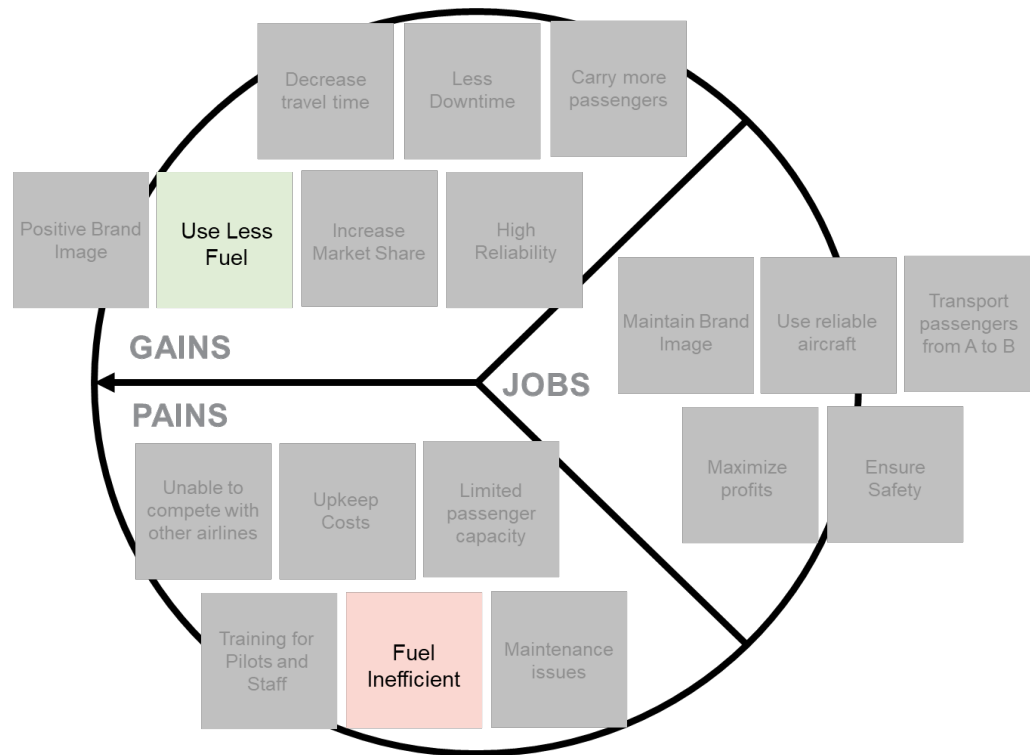 Decrease
travel time
Less
Downtime
Carry more
passengers
Positive Brand
Image
Use Less
Fuel
Increase
Market Share
High
Reliability
GAINS
PAINS
JOBS
Maintain Brand
Image
Use reliable
aircraft
Transport
passengers
from A to B
Maximize
profits
Ensure
Safety
Unable to
compete with
other airlines
Upkeep
Costs
Limited
passenger
capacity
Training for
Pilots and
Staff
Fuel
Inefficient
Maintenance
issues